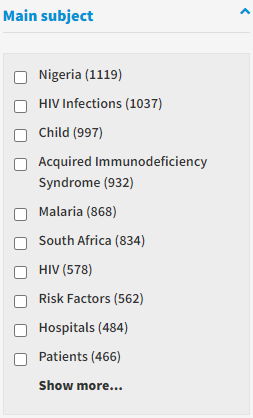 Main subject
Nigeria (1119)
HIV Infections (1037)
Child (997)
Acquired Immunodeficiency
Syndrome (932)
Malaria (868)
South Africa (834)
HIV (578)
Risk Factors (562)
Hospitals (484)
Patients (466)
Show more...